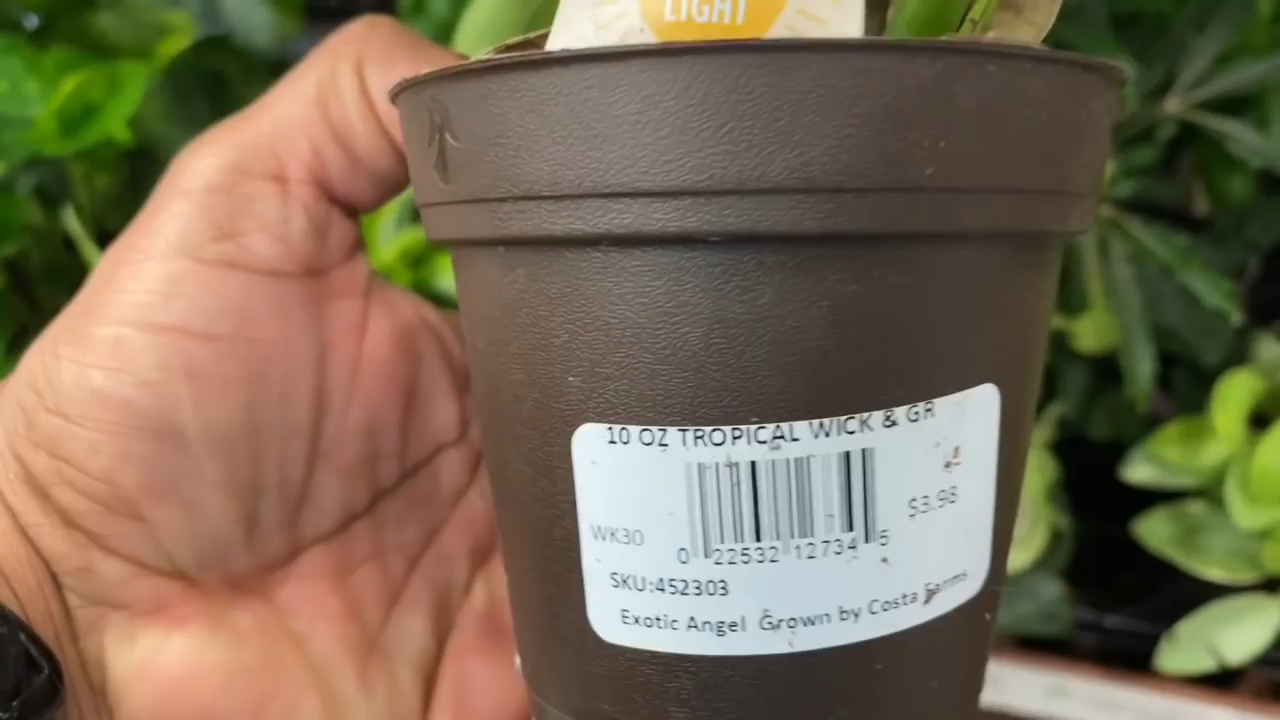 LIGHT
10 OZ TROPICAL WICK & GR
$3.98
WK30
0 22532 12734 5
SKU:452303
Exotic Angel Grown by Costa Farms